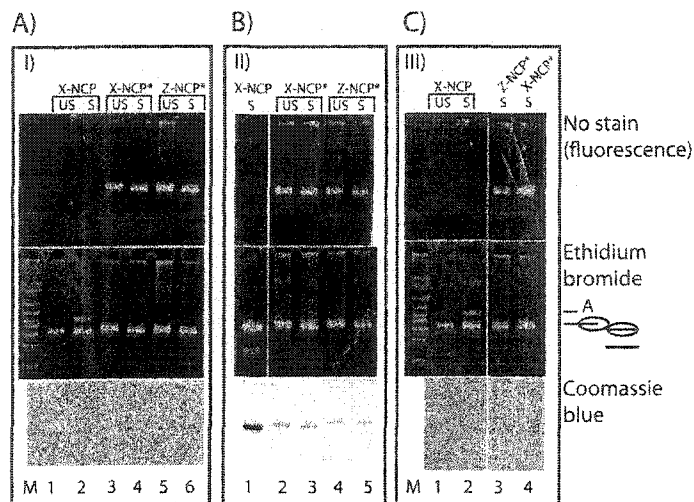 A)
B)
C)
I)
X-NCP X-NCP* Z-NCP*
US S US S US S
II)
X-NCP X-NCP* Z-NCP*
S US S US S
III)
X-NCP Z-NCP* X-NCP*
US S S S
No stain
(fluorescence)
Ethidium
bromide
A
Coomassie
blue
M 1 2 3 4 5 6
1 2 3 4 5
M 1 2 3 4